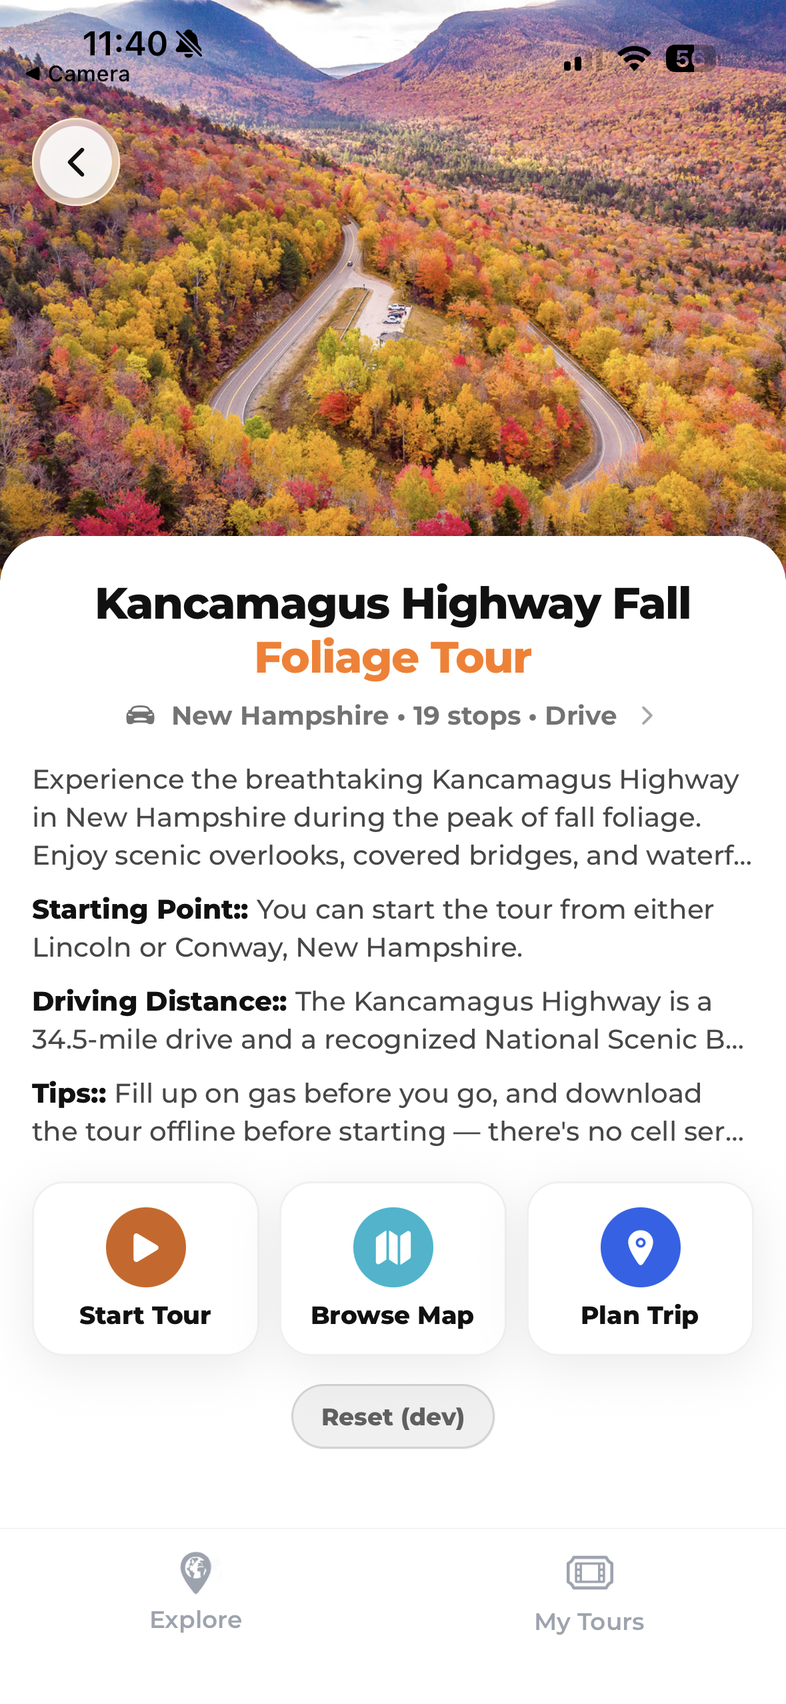 11:40
◀ Camera
Kancamagus Highway Fall
Foliage Tour
New Hampshire • 19 stops • Drive
Experience the breathtaking Kancamagus Highway
in New Hampshire during the peak of fall foliage.
Enjoy scenic overlooks, covered bridges, and waterf...
Starting Point:: You can start the tour from either
Lincoln or Conway, New Hampshire.
Driving Distance:: The Kancamagus Highway is a
34.5-mile drive and a recognized National Scenic B...
Tips:: Fill up on gas before you go, and download
the tour offline before starting — there's no cell ser...
Start Tour
Browse Map
Plan Trip
Reset (dev)
Explore
My Tours